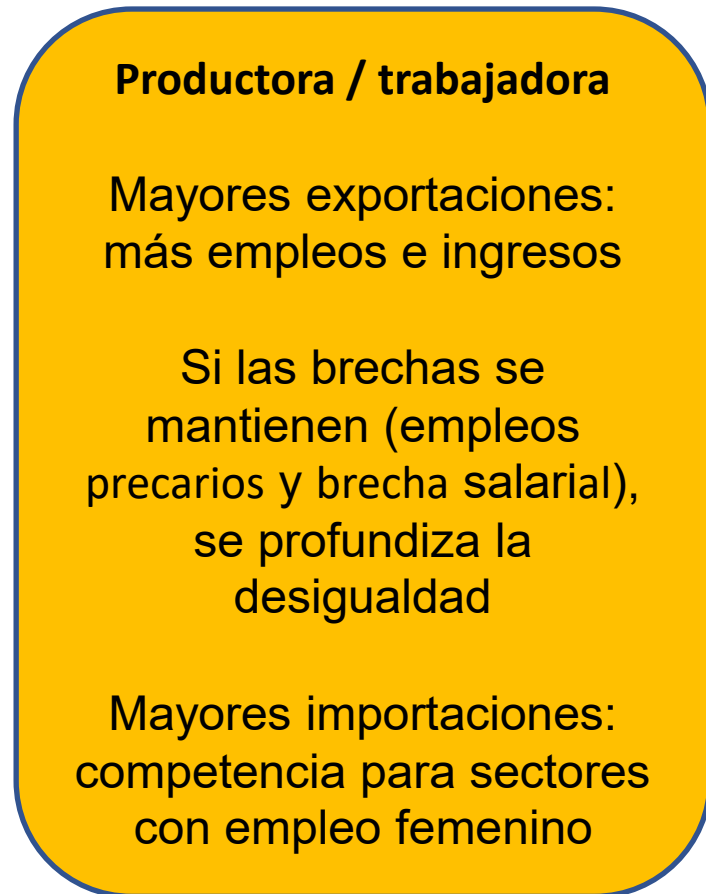 Productora / trabajadora
Mayores exportaciones:
más empleos e ingresos
Si las brechas se
mantienen (empleos
precarios y brecha salarial),
se profundiza la
desigualdad
Mayores importaciones:
competencia para sectores
con empleo femenino